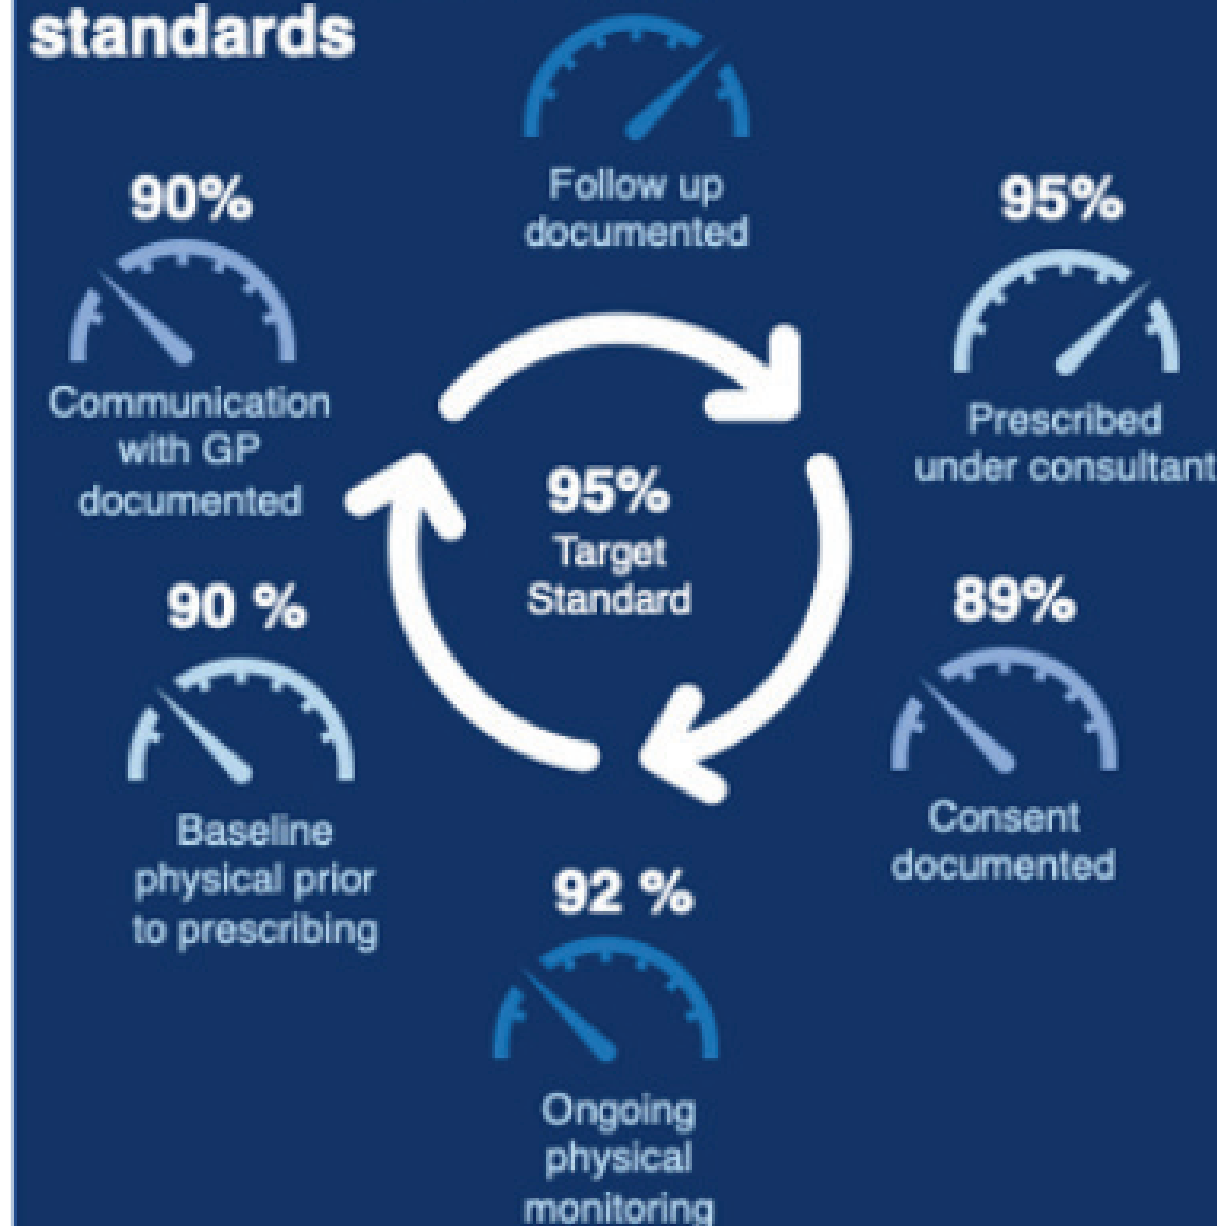 standards
Follow up
documented
90%
Communication
with GP
documented
95%
Prescribed
under consultant
95%
Target
Standard
90 %
Baseline
physical prior
to prescribing
89%
Consent
documented
92 %
Ongoing
physical
monitoring